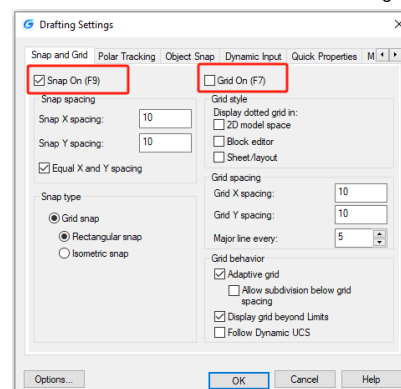 Drafting Settings
Snap and Grid Polar Tracking Object Snap Dynamic Input Quick Properties M
Snap On (F9)
Grid On (F7)
Snap spacing
Snap X spacing: 10
Snap Y spacing: 10
Equal X and Y spacing
Snap type
Grid snap
Rectangular snap
Isometric snap
Grid style
Display dotted grid in:
2D model space
Block editor
Sheet/layout
Grid spacing
Grid X spacing: 10
Grid Y spacing: 10
Major line every: 5
Grid behavior
Adaptive grid
Allow subdivision below grid
spacing
Display grid beyond Limits
Follow Dynamic UCS
Options... OK Cancel Help